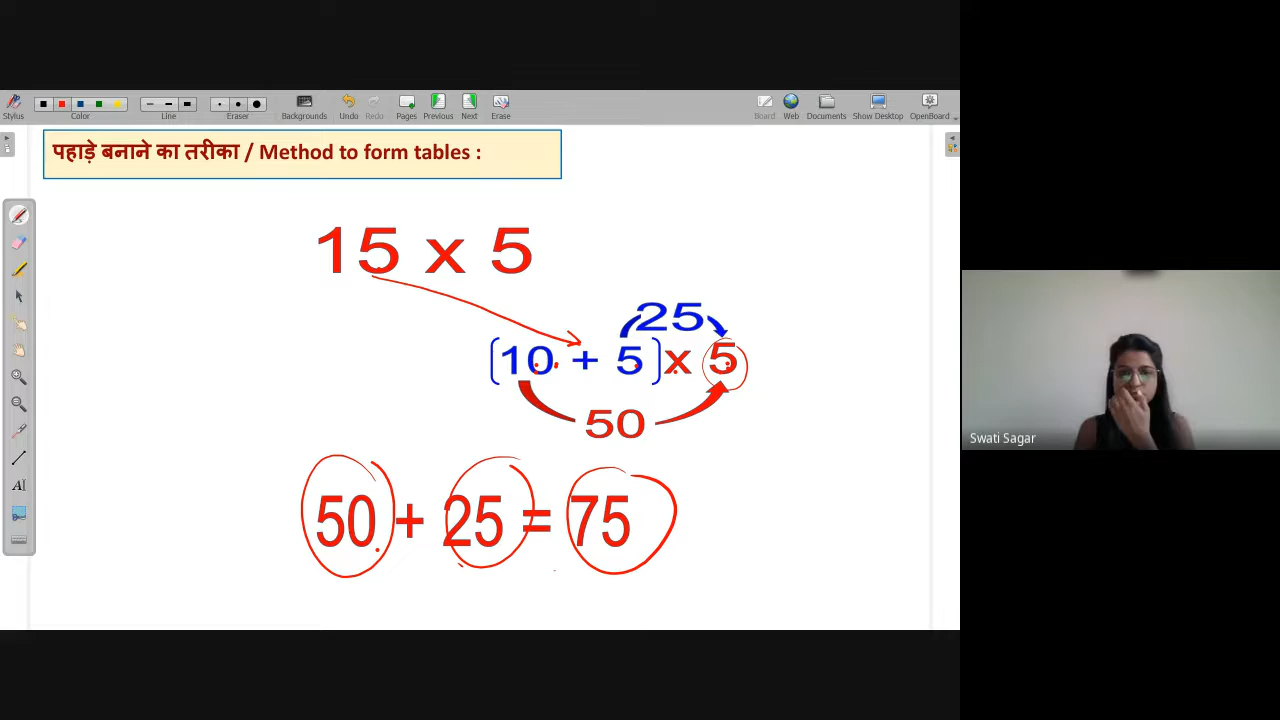 Stylus Color Line Eraser Backgrounds Undo Redo Pages Previous Next Erase Board Web Documents Show Desktop OpenBoard
पहाड़े बनाने का तरीका / Method to form tables :
15 x 5
25
[10 + 5] x 5
50
50 + 25 = 75
Swati Sagar